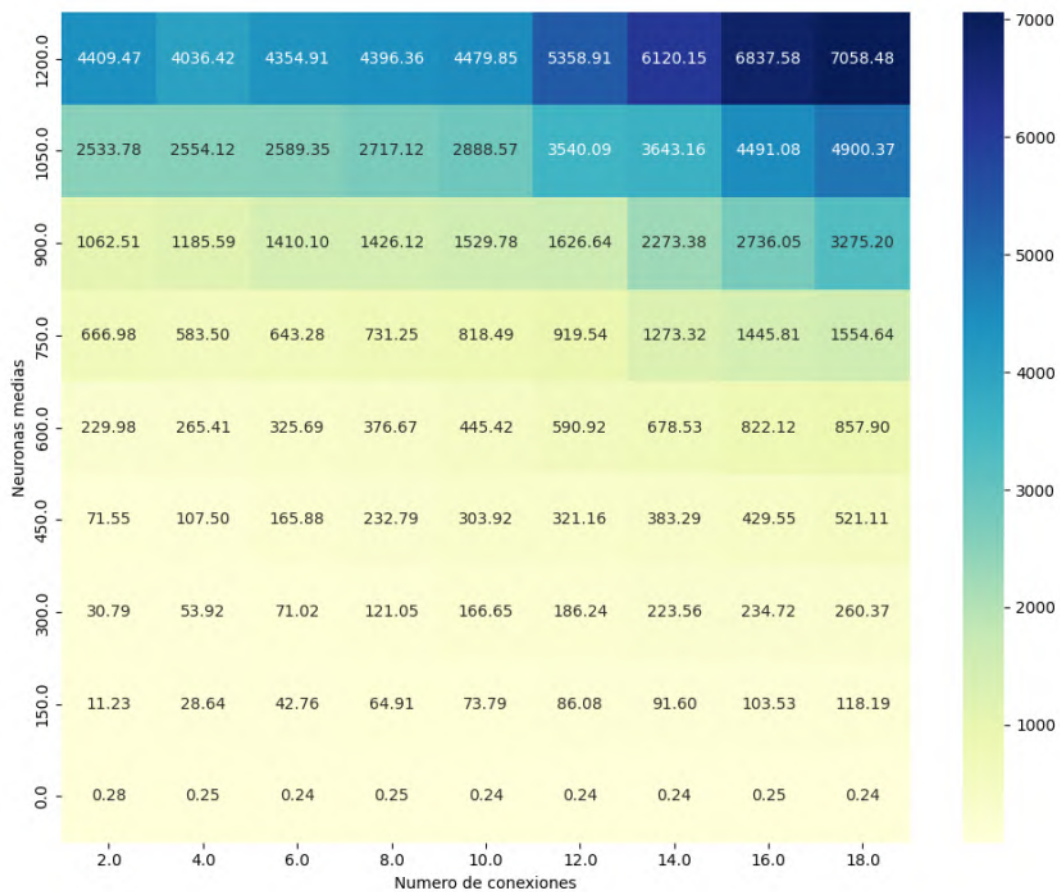 1200.0 4409.47 4036.42 4354.91 4396.36 4479.85 5358.91 6120.15 6837.58 7058.48
1050.0 2533.78 2554.12 2589.35 2717.12 2888.57 3540.09 3643.16 4491.08 4900.37
900.0 1062.51 1185.59 1410.10 1426.12 1529.78 1626.64 2273.38 2736.05 3275.20
750.0 666.98 583.50 643.28 731.25 818.49 919.54 1273.32 1445.81 1554.64
600.0 229.98 265.41 325.69 376.67 445.42 590.92 678.53 822.12 857.90
450.0 71.55 107.50 165.88 232.79 303.92 321.16 383.29 429.55 521.11
300.0 30.79 53.92 71.02 121.05 166.65 186.24 223.56 234.72 260.37
150.0 11.23 28.64 42.76 64.91 73.79 86.08 91.60 103.53 118.19
0.0 0.28 0.25 0.24 0.25 0.24 0.24 0.24 0.25 0.24
2.0 4.0 6.0 8.0 10.0 12.0 14.0 16.0 18.0
Numero de conexiones
Neuronas medias
7000
6000
5000
4000
3000
2000
1000